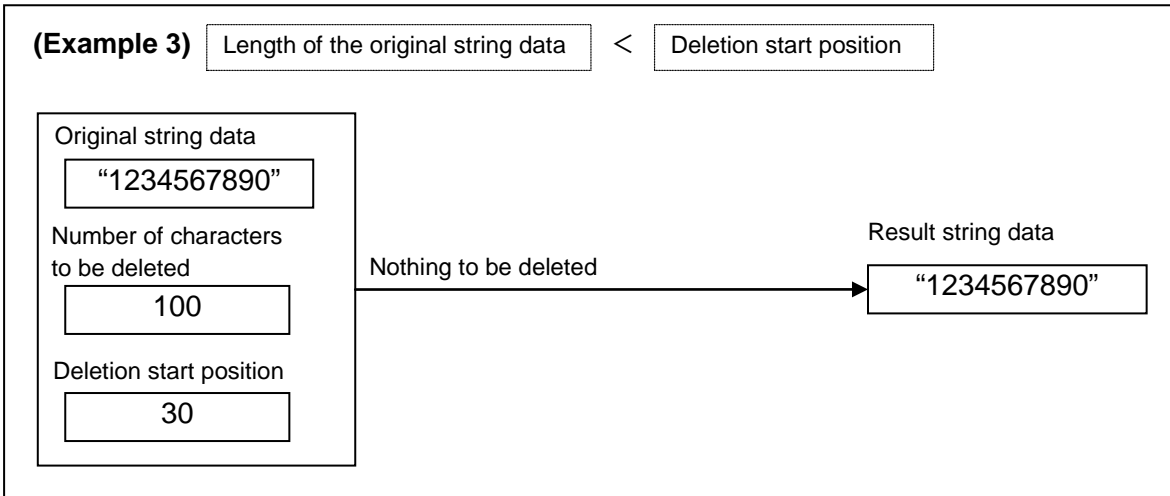 (Example 3) Length of the original string data < Deletion start position
Original string data
“1234567890”
Number of characters
to be deleted
100
Deletion start position
30
Nothing to be deleted
Result string data
“1234567890”